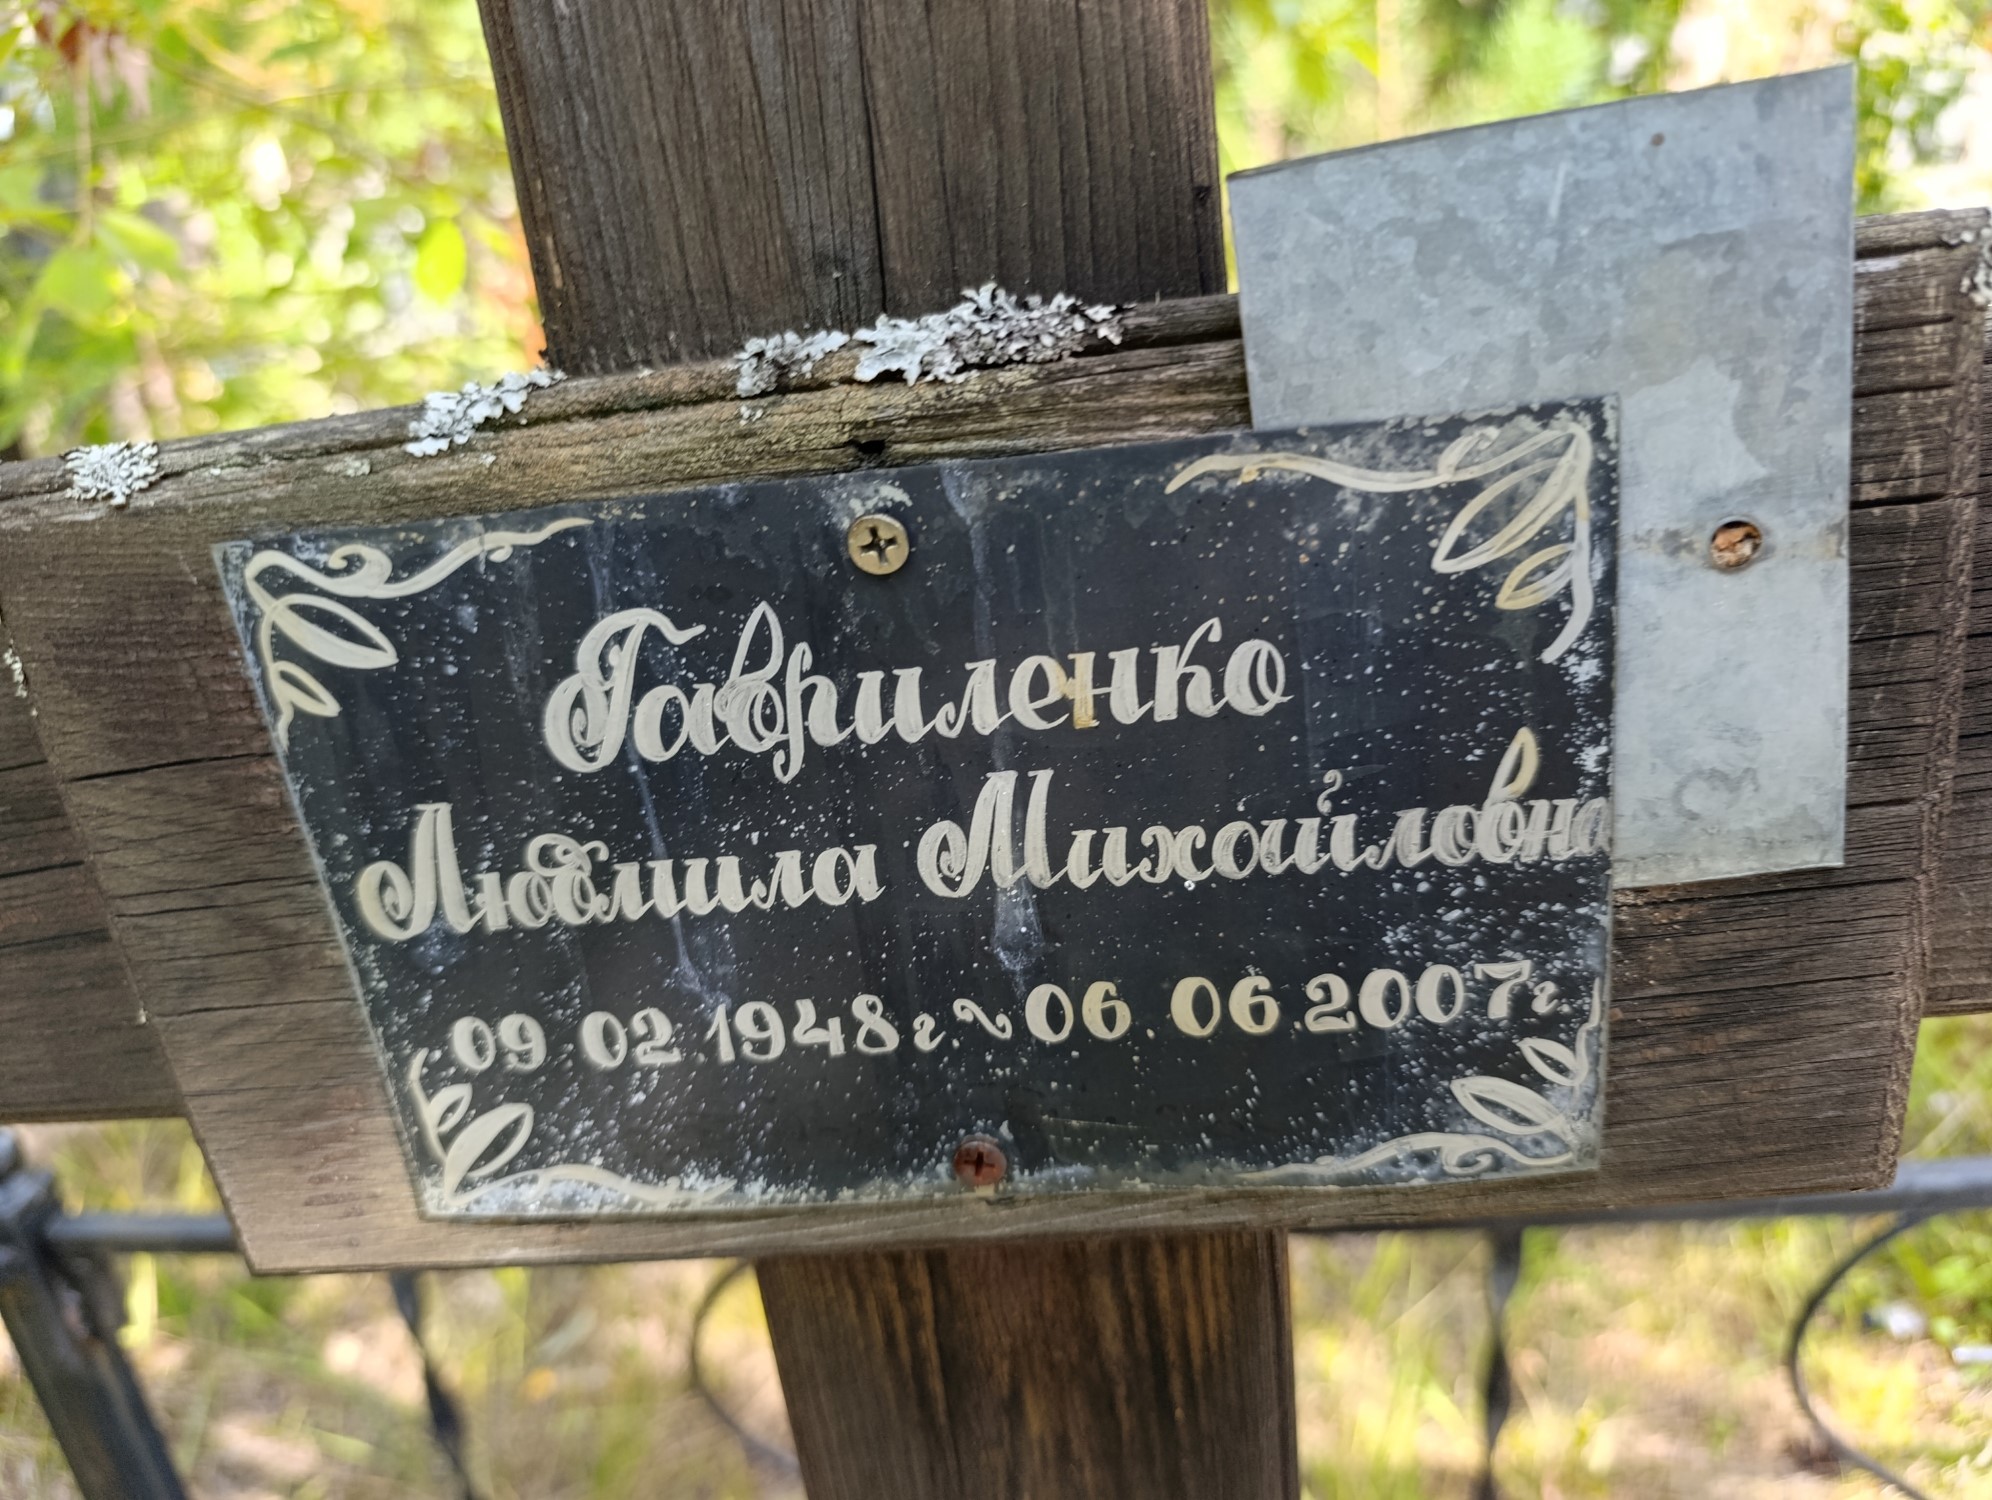 Гавриленко
Людмила Михайловна
09 02 1948г. ~ 06.06.2007г.